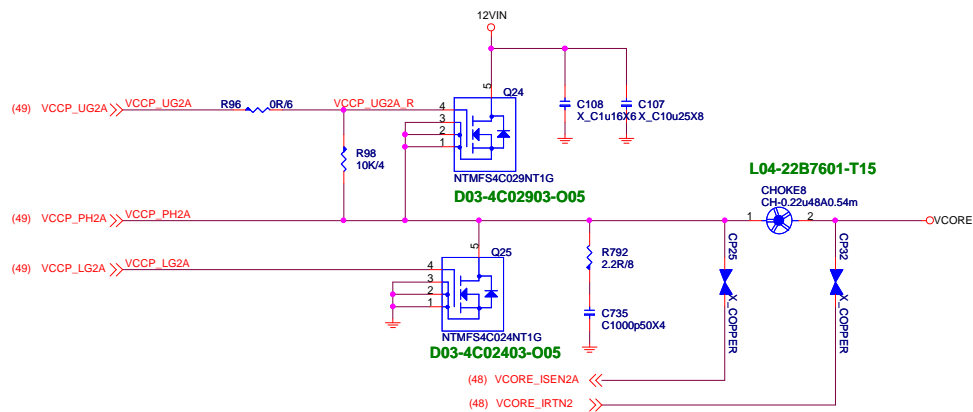 12VIN
5
Q24
C108
X_C1u16X6
C107
X_C10u25X8
(49) VCCP_UG2A VCCP_UG2A R96 0R/6 VCCP_UG2A_R 4
3
2
1
R98
10K/4
NTMFS4C029NT1G
D03-4C02903-O05
L04-22B7601-T15
CHOKE8
CH-0.22u48A0.54m
(49) VCCP_PH2A VCCP_PH2A 1 2 VCORE
5
Q25
R792
2.2R/8
CP25
CP32
(49) VCCP_LG2A VCCP_LG2A 4
3
2
1
C735
C1000p50X4
X_COPPER
X_COPPER
NTMFS4C024NT1G
D03-4C02403-O05
(48) VCORE_ISEN2A
(48) VCORE_IRTN2